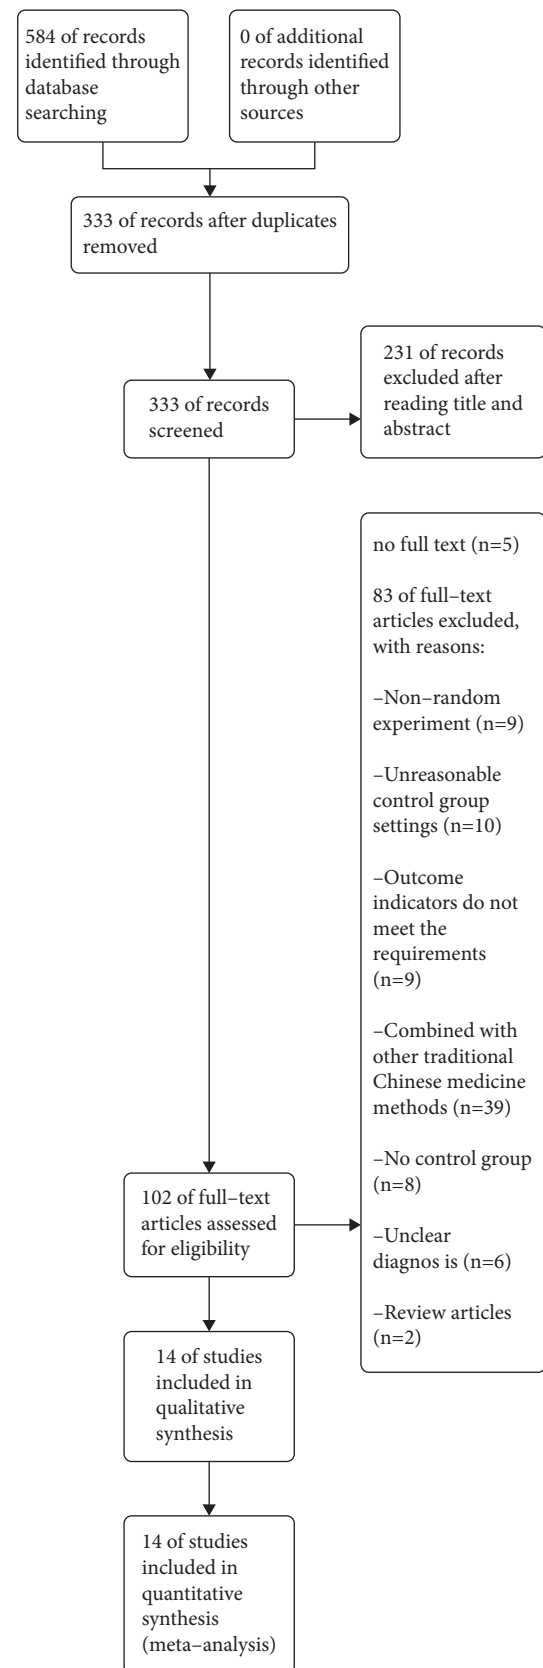 584 of records
identified through
database
searching
0 of additional
records identified
through other
sources
333 of records after duplicates
removed
333 of records
screened
231 of records
excluded after
reading title and
abstract
no full text (n=5)
83 of full–text
articles excluded,
with reasons:
–Non–random
experiment (n=9)
–Unreasonable
control group
settings (n=10)
–Outcome
indicators do not
meet the
requirements
(n=9)
–Combined with
other traditional
Chinese medicine
methods (n=39)
–No control group
(n=8)
–Unclear
diagnos is (n=6)
–Review articles
(n=2)
102 of full–text
articles assessed
for eligibility
14 of studies
included in
qualitative
synthesis
14 of studies
included in
quantitative
synthesis
(meta–analysis)